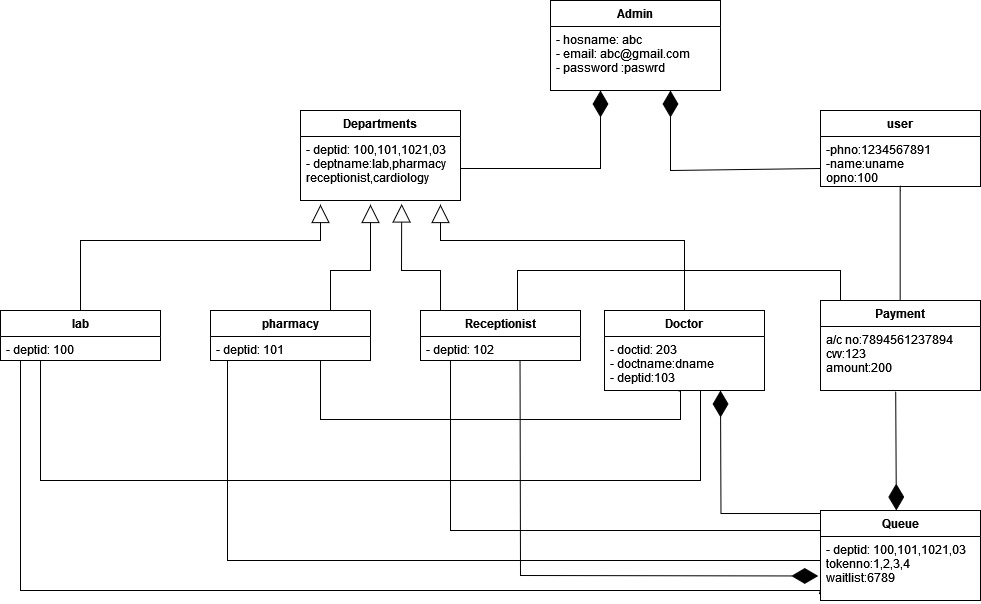 Admin
- hosname: abc
- email: abc@gmail.com
- password :paswrd
Departments
- deptid: 100,101,1021,03
- deptname:lab,pharmacy
receptionist,cardiology
user
-phno:1234567891
-name:uname
opno:100
lab
- deptid: 100
pharmacy
- deptid: 101
Receptionist
- deptid: 102
Doctor
- doctid: 203
- doctname:dname
- deptid:103
Payment
a/c no:7894561237894
cvv:123
amount:200
Queue
- deptid: 100,101,1021,03
tokenno:1,2,3,4
waitlist:6789